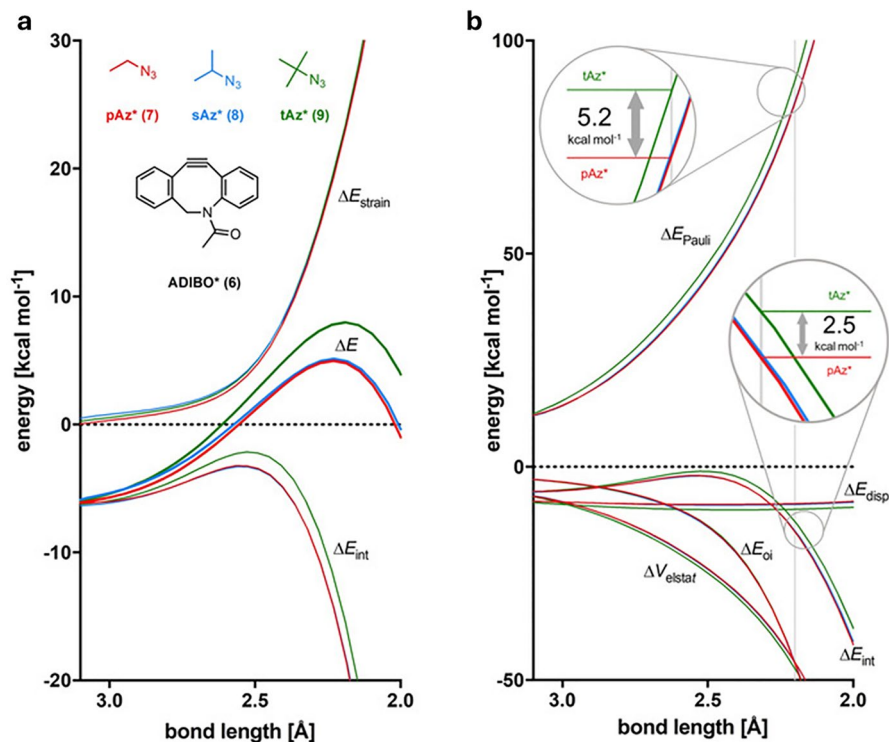 a
30
20
10
0
-10
-20
energy [kcal mol⁻¹]
N₃
N₃
N₃
pAz* (7)
sAz* (8)
tAz* (9)
N
O
ADIBO* (6)
ΔEstrain
ΔE
ΔEint
3.0
2.5
2.0
bond length [Å]
b
100
50
0
-50
energy [kcal mol⁻¹]
tAz*
5.2
kcal mol⁻¹
pAz*
ΔEPauli
tAz*
2.5
kcal mol⁻¹
pAz*
ΔEdisp
ΔEoi
ΔVelstat
ΔEint
3.0
2.5
2.0
bond length [Å]